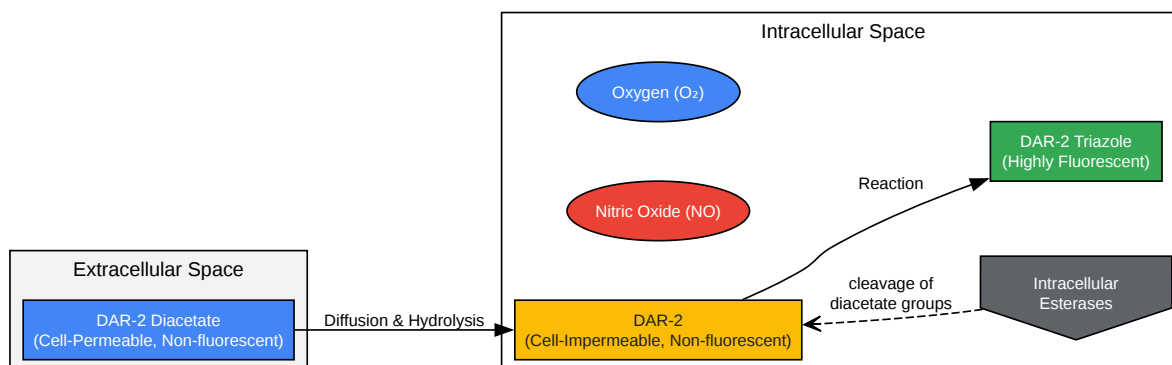 Intracellular Space
Oxygen (O₂)
DAR-2 Triazole
(Highly Fluorescent)
Reaction
Nitric Oxide (NO)
Extracellular Space
DAR-2 Diacetate
(Cell-Permeable, Non-fluorescent)
Diffusion & Hydrolysis
DAR-2
(Cell-Impermeable, Non-fluorescent)
cleavage of
diacetate groups
Intracellular
Esterases